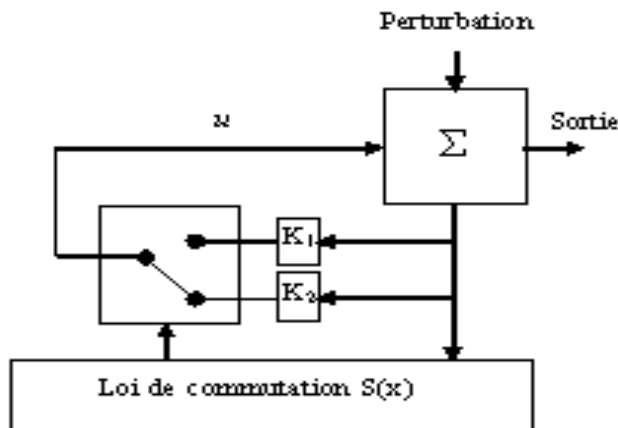 Perturbation
u
Σ
Sortie
K₁
K₂
Loi de commutation S(x)